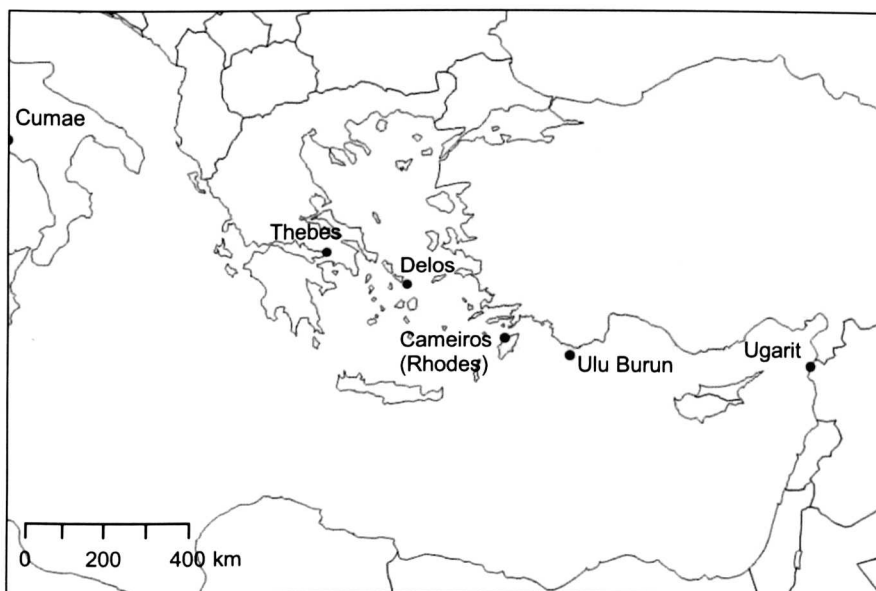 Cumae
Thebes
Delos
Cameiros
(Rhodes)
Ulu Burun
Ugarit
0 200 400 km